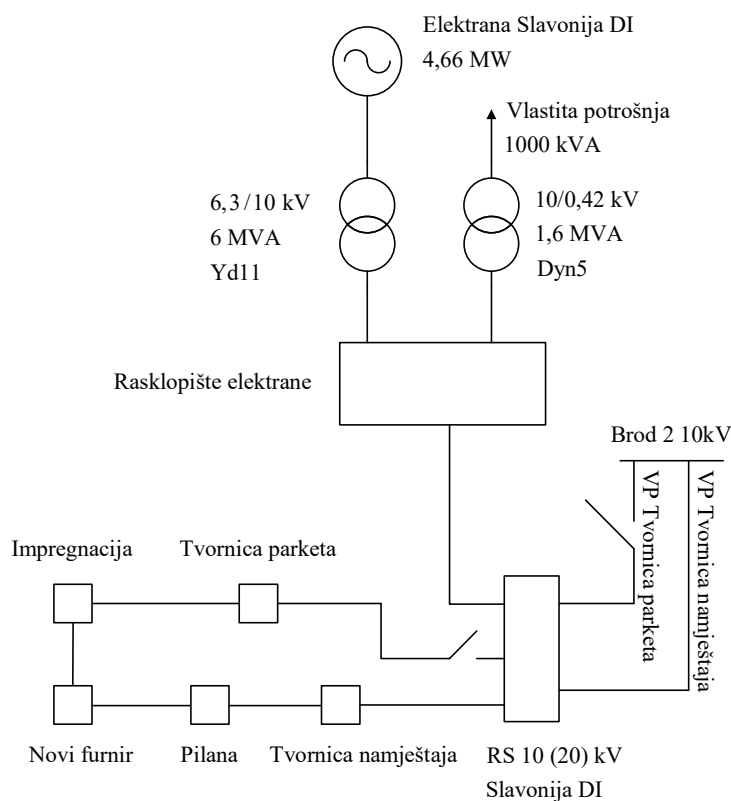 Elektrana Slavonija DI
4,66 MW
Vlastita potrošnja
1000 kVA
6,3/10 kV
6 MVA
Yd11
10/0,42 kV
1,6 MVA
Dyn5
Rasklopište elektrane
Brod 2 10kV
VP Tvornica parketa
VP Tvornica namještaja
Impregnacija
Tvornica parketa
Novi furnir
Pilana
Tvornica namještaja
RS 10 (20) kV
Slavonija DI